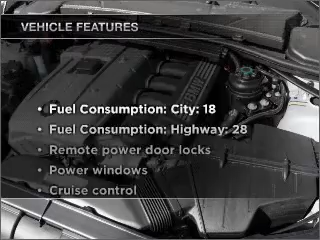 VEHICLE FEATURES
• Fuel Consumption: City: 18
• Fuel Consumption: Highway: 28
• Remote power door locks
• Power windows
• Cruise control